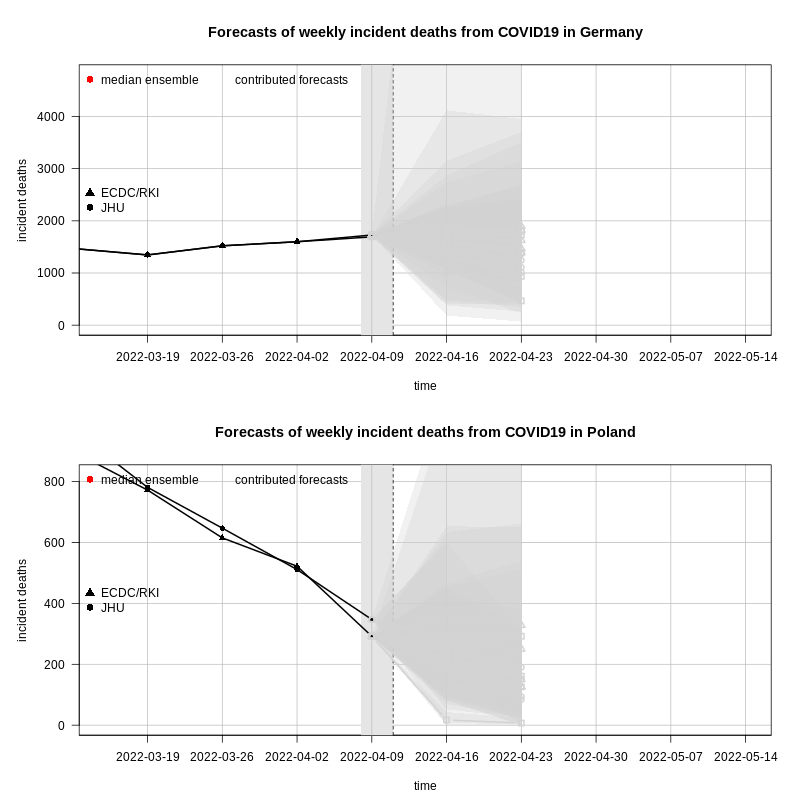 Forecasts of weekly incident deaths from COVID19 in Germany
median ensemble contributed forecasts
4000
3000
ECDC/RKI
JHU
2000
1000
0
incident deaths
2022-03-19 2022-03-26 2022-04-02 2022-04-09 2022-04-16 2022-04-23 2022-04-30 2022-05-07 2022-05-14
time
Forecasts of weekly incident deaths from COVID19 in Poland
median ensemble contributed forecasts
800
600
ECDC/RKI
JHU
400
200
0
incident deaths
2022-03-19 2022-03-26 2022-04-02 2022-04-09 2022-04-16 2022-04-23 2022-04-30 2022-05-07 2022-05-14
time